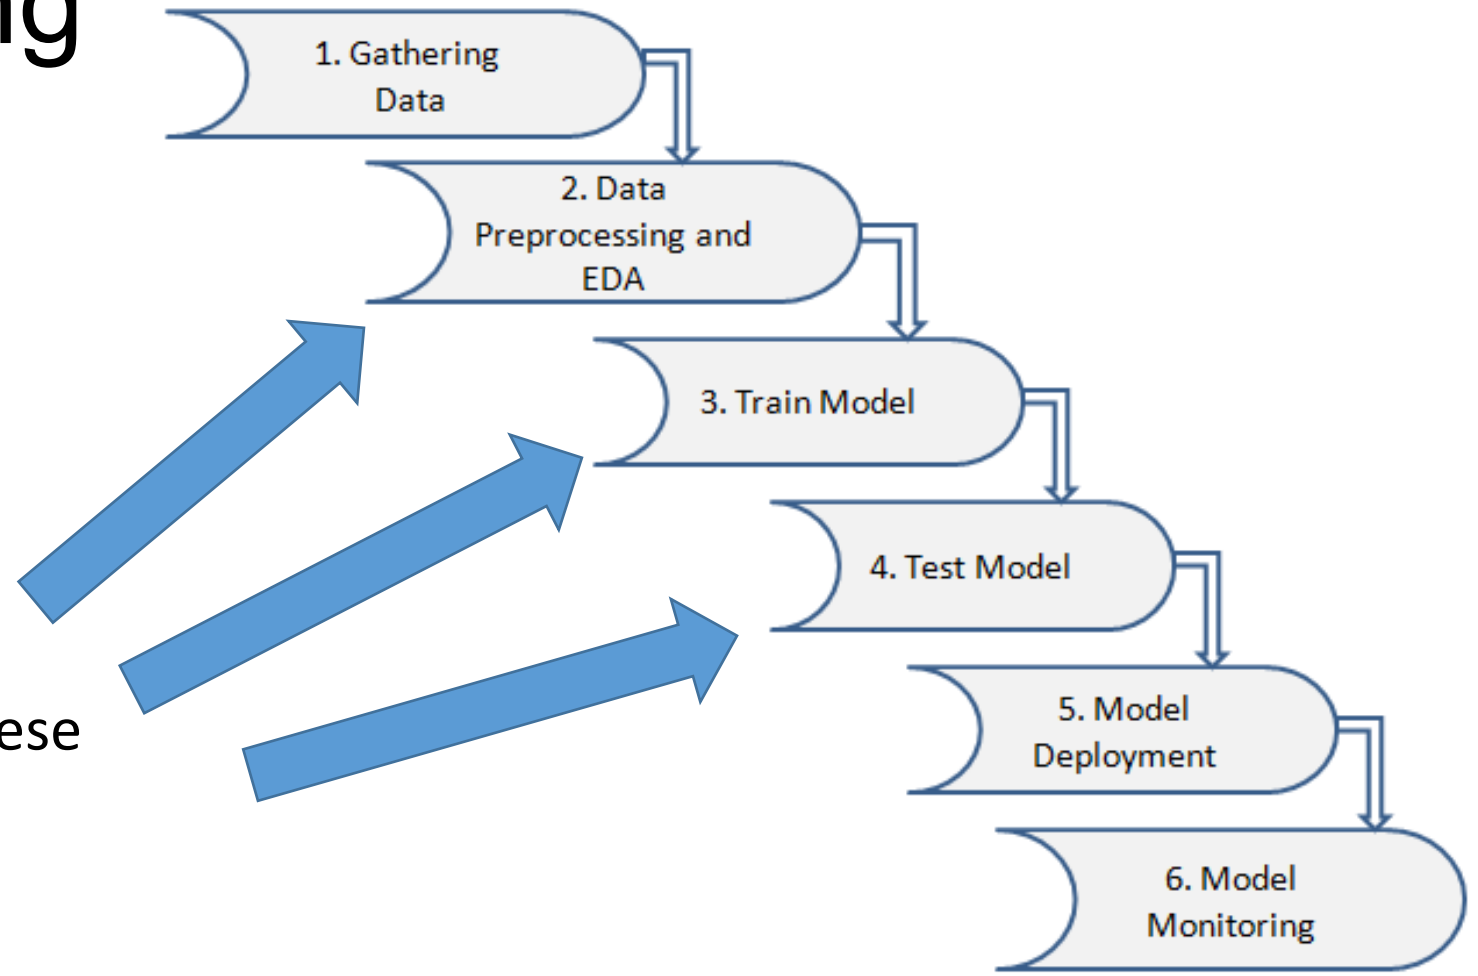 ng
1. Gathering
Data
2. Data
Preprocessing and
EDA
3. Train Model
4. Test Model
ese
5. Model
Deployment
6. Model
Monitoring